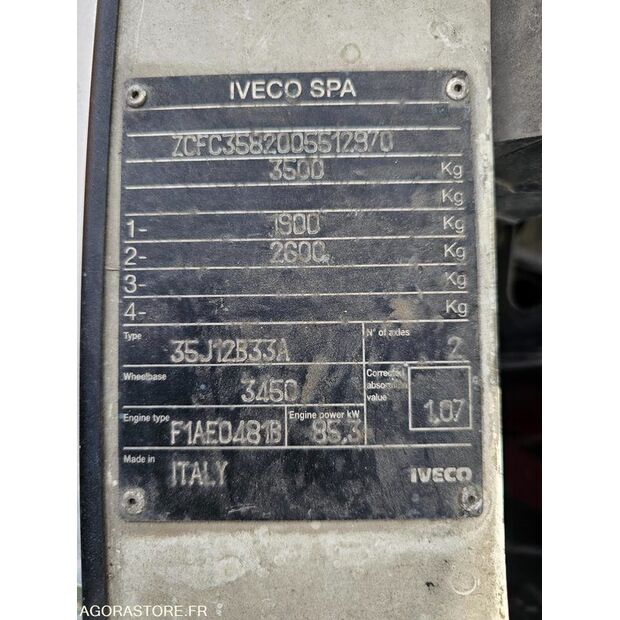 IVECO SPA
ZCFC3582005512970
3500 Kg
Kg
1- 1900 Kg
2- 2600 Kg
3- Kg
4- Kg
Type 35J12B33A N° of axles 2
Wheelbase 3450 Corrected absorption value 1.07
Engine type F1AE0481B Engine power kW 85,3
Made in ITALY IVECO
AGORASTORE.FR